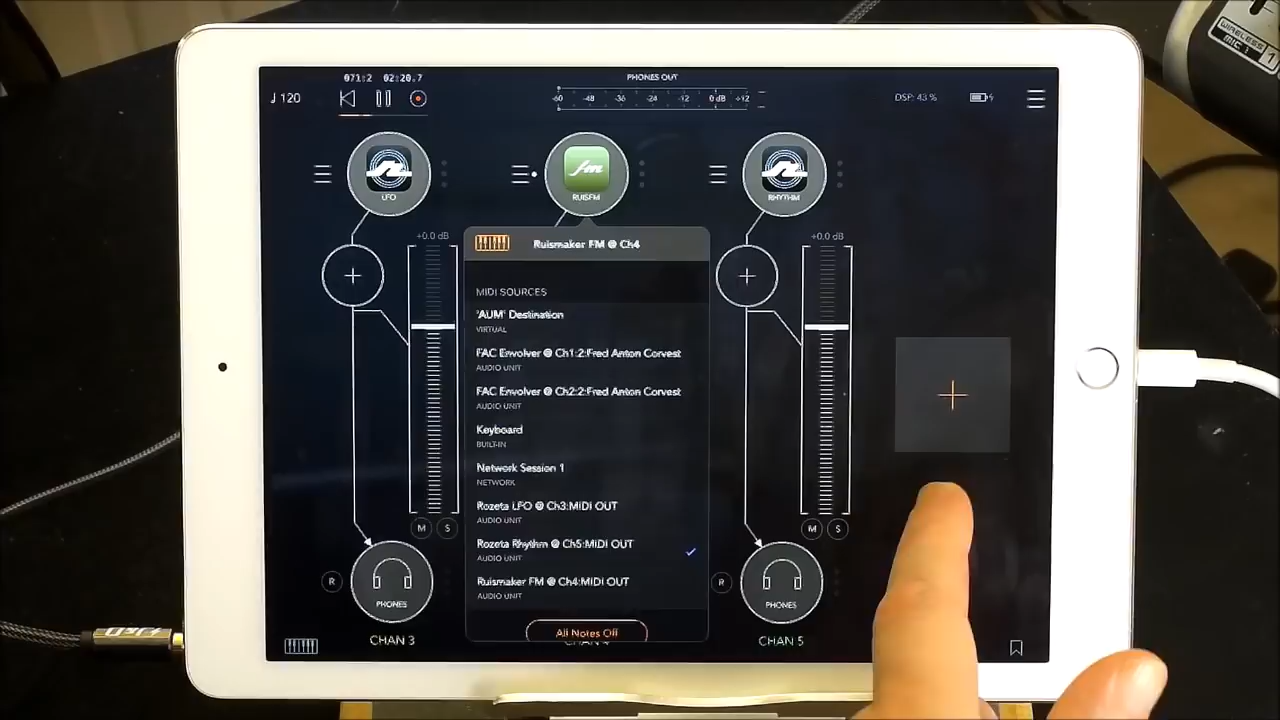 071:2 02:20.7
♩ 120
PHONES OUT
-60 -48 -36 -24 -12 0 dB +12
DSP: 43 %
WIRELESS
MIC 1
LFO
fm
RUISFM
RHYTHM
+0.0 dB
+0.0 dB
Ruismaker FM @ Ch4
MIDI SOURCES
'AUM' Destination
VIRTUAL
FAC Envolver @ Ch1:2:Fred Anton Corvest
AUDIO UNIT
FAC Envolver @ Ch2:2:Fred Anton Corvest
AUDIO UNIT
Keyboard
BUILT-IN
Network Session 1
NETWORK
Rozeta LFO @ Ch3:MIDI OUT
AUDIO UNIT
Rozeta Rhythm @ Ch5:MIDI OUT
AUDIO UNIT
Ruismaker FM @ Ch4:MIDI OUT
AUDIO UNIT
All Notes Off
M S
M S
R
PHONES
R
PHONES
CHAN 3
CHAN 5